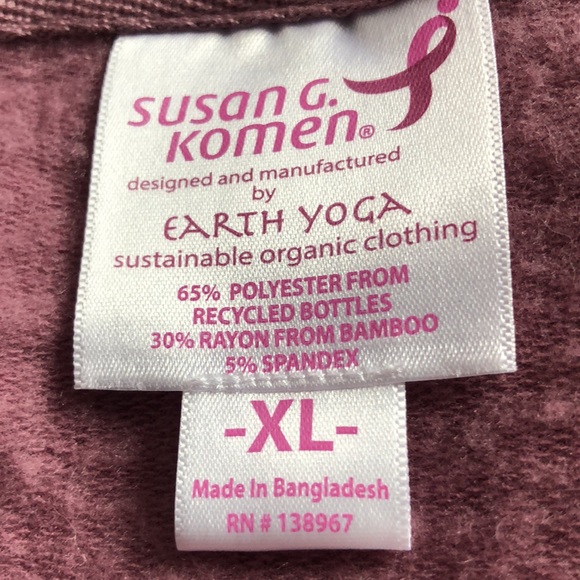 susan G.
Komen®
designed and manufactured
by
EARTH YOGA
sustainable organic clothing
65% POLYESTER FROM
RECYCLED BOTTLES
30% RAYON FROM BAMBOO
5% SPANDEX
-XL-
Made In Bangladesh
RN # 138967